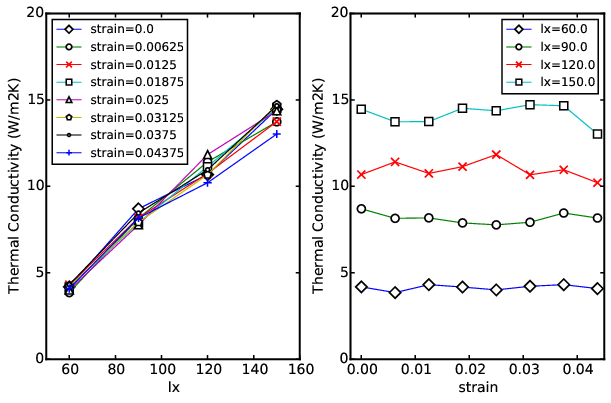 Thermal Conductivity (W/m2K)
20
15
10
5
0
60
80
100
120
140
160
lx
strain=0.0
strain=0.00625
strain=0.0125
strain=0.01875
strain=0.025
strain=0.03125
strain=0.0375
strain=0.04375
Thermal Conductivity (W/m2K)
20
15
10
5
0
0.00
0.01
0.02
0.03
0.04
strain
lx=60.0
lx=90.0
lx=120.0
lx=150.0